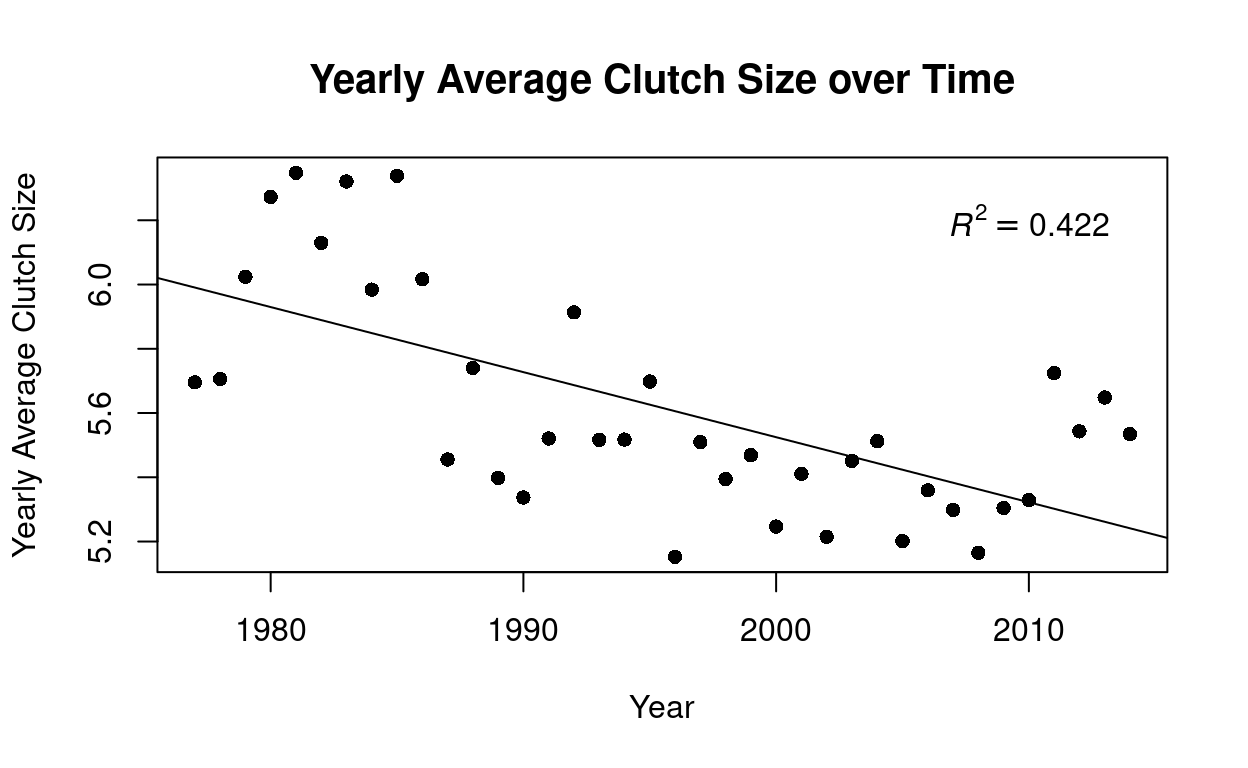 Yearly Average Clutch Size over Time
Yearly Average Clutch Size
6.0
5.6
5.2
R² = 0.422
1980 1990 2000 2010
Year